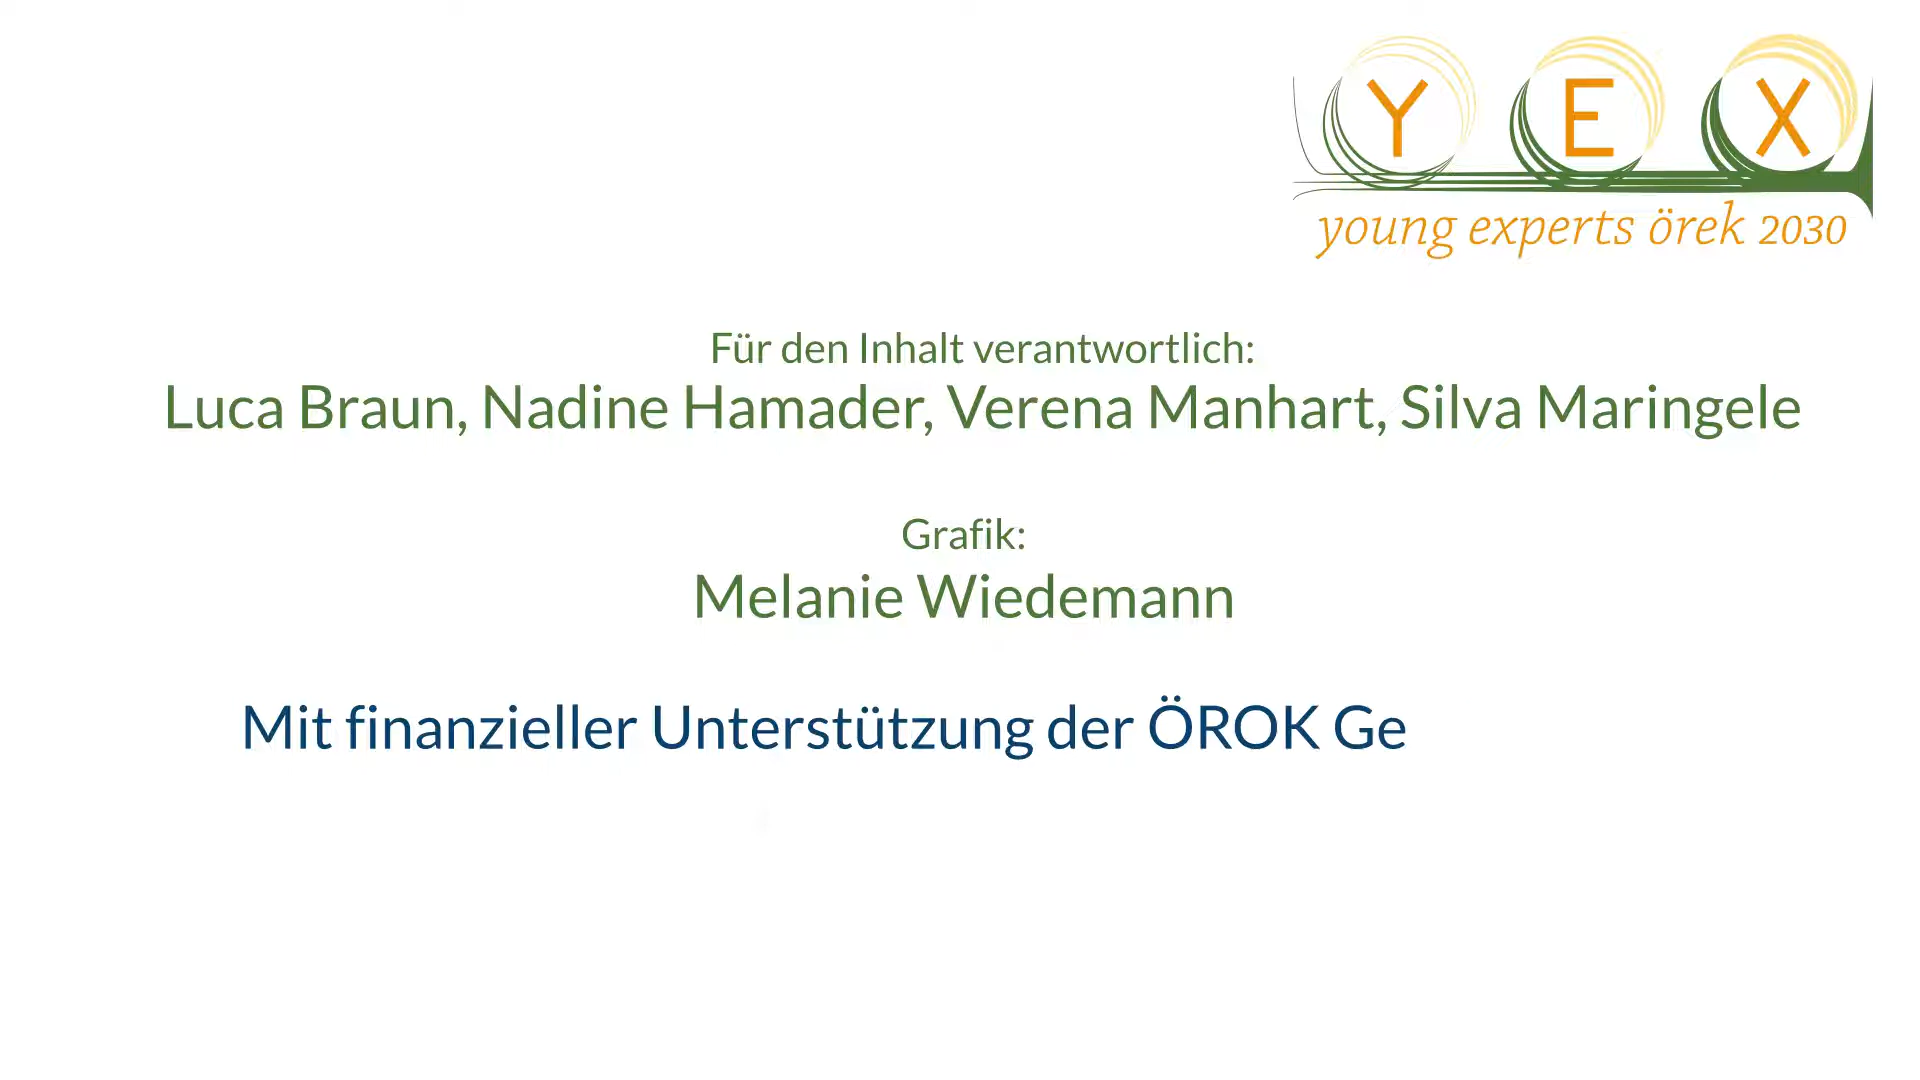 YEX
young experts örek 2030
Für den Inhalt verantwortlich:
Luca Braun, Nadine Hamader, Verena Manhart, Silva Maringele
Grafik:
Melanie Wiedemann
Mit finanzieller Unterstützung der ÖROK Ge